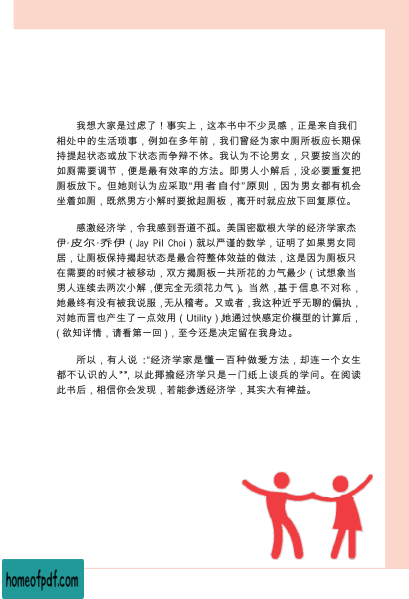 我想大家是过虑了！事实上，这本书中不少灵感，正是来自我们
相处中的生活琐事，例如在多年前，我们曾经为家中厕所板应长期保
持提起状态或放下状态而争辩不休。我认为不论男女，只要按当次的
如厕需要调节，便是最有效率的方法。即男人小解后，没必要重复把
厕板放下。但她则认为应采取“用者自付”原则，因为男女都有机会
坐着如厕，既然男方小解时要掀起厕板，离开时就应放下回复原位。
感激经济学，令我感到吾道不孤。美国密歇根大学的经济学家杰
伊·皮尔·乔伊（Jay Pil Choi）就以严谨的数学，证明了如果男女同
居，让厕板保持揭起状态是最合符整体效益的做法，这是因为厕板只
在需要的时候才被移动，双方揭厕板一共所花的力气最少（试想象当
男人连续去两次小解，便完全无须花力气）。当然，基于信息不对称，
她最终有没有被我说服，无从稽考。又或者，我这种近乎无聊的偏执，
对她而言也产生了一点效用（Utility），她通过快感定价模型的计算后，
（欲知详情，请看第一回），至今还是决定留在我身边。
所以，有人说：“经济学家是懂一百种做爱方法，却连一个女生
都不认识的人””，以此揶揄经济学只是一门纸上谈兵的学问。在阅读
此书后，相信你会发现，若能参透经济学，其实大有裨益。
homeofpdf.com